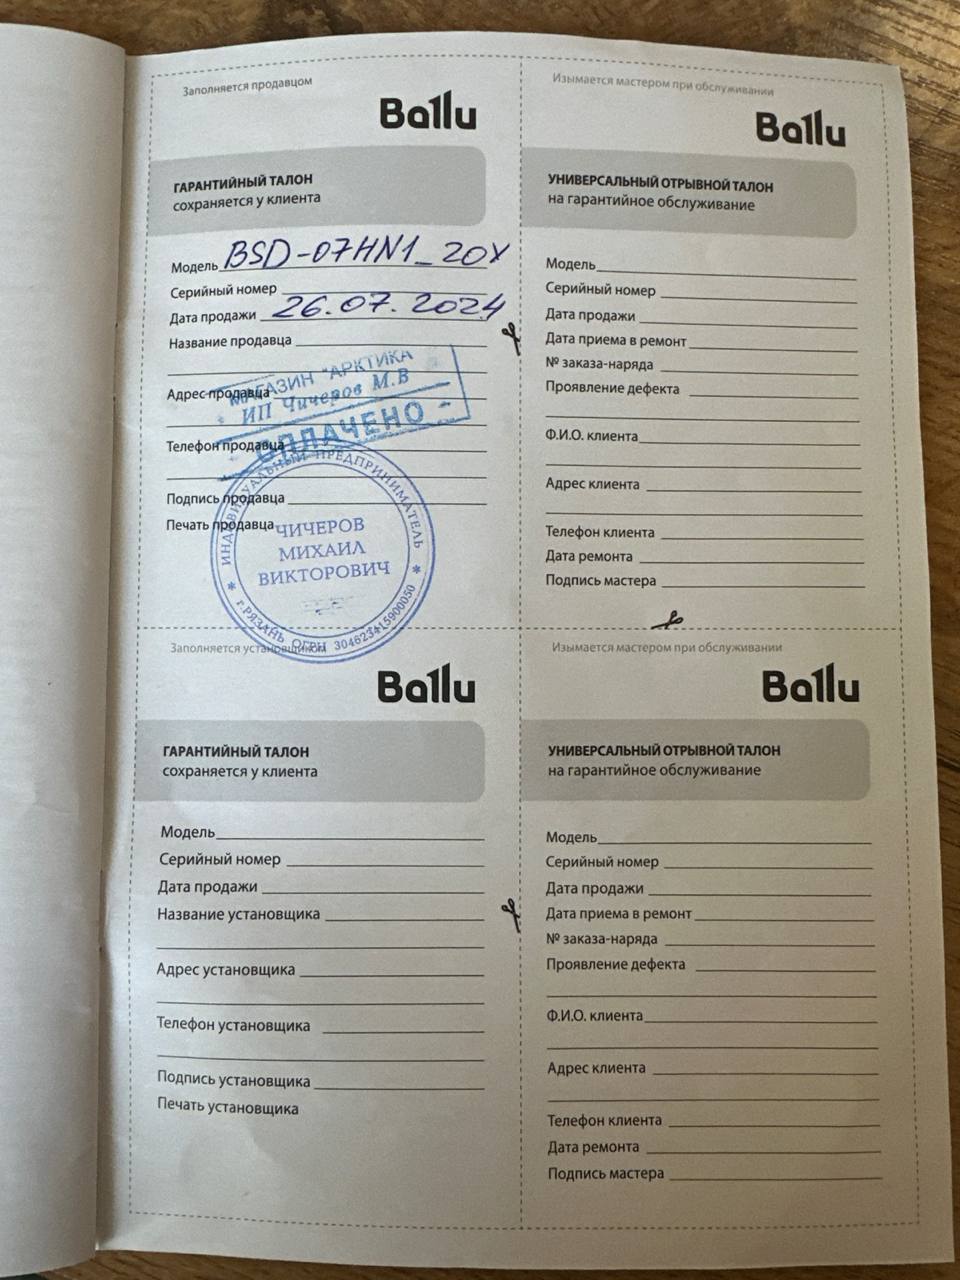 Заполняется продавцом
Ballu
ГАРАНТИЙНЫЙ ТАЛОН
сохраняется у клиента
Модель BSD-07HN1_20Y
Серийный номер
Дата продажи 26.07.2024
Название продавца
Адрес продавца
Телефон продавца
Подпись продавца
Печать продавца
МАГАЗИН "АРКТИКА
ИП Чичеров М.В
ОПЛАЧЕНО
ИНДИВИДУАЛЬНЫЙ ПРЕДПРИНИМАТЕЛЬ
ЧИЧЕРОВ
МИХАИЛ
ВИКТОРОВИЧ
г.РЯЗАНЬ ОГРН 304623415900050
Изымается мастером при обслуживании
Ballu
УНИВЕРСАЛЬНЫЙ ОТРЫВНОЙ ТАЛОН
на гарантийное обслуживание
Модель
Серийный номер
Дата продажи
Дата приема в ремонт
№ заказа-наряда
Проявление дефекта
Ф.И.О. клиента
Адрес клиента
Телефон клиента
Дата ремонта
Подпись мастера
Заполняется установщиком
Ballu
ГАРАНТИЙНЫЙ ТАЛОН
сохраняется у клиента
Модель
Серийный номер
Дата продажи
Название установщика
Адрес установщика
Телефон установщика
Подпись установщика
Печать установщика
Изымается мастером при обслуживании
Ballu
УНИВЕРСАЛЬНЫЙ ОТРЫВНОЙ ТАЛОН
на гарантийное обслуживание
Модель
Серийный номер
Дата продажи
Дата приема в ремонт
№ заказа-наряда
Проявление дефекта
Ф.И.О. клиента
Адрес клиента
Телефон клиента
Дата ремонта
Подпись мастера